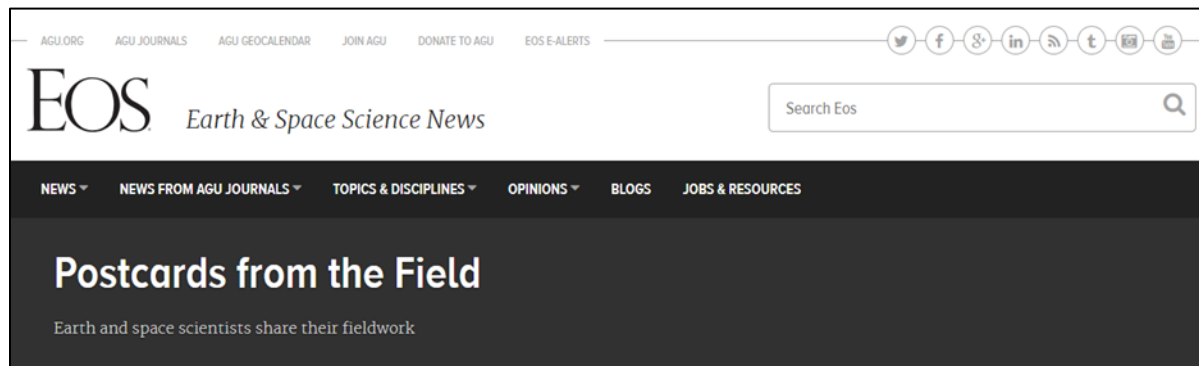 AGU.ORG AGU JOURNALS AGU GEOCALENDAR JOIN AGU DONATE TO AGU EOS E-ALERTS
EOS Earth & Space Science News
Search Eos
NEWS NEWS FROM AGU JOURNALS TOPICS & DISCIPLINES OPINIONS BLOGS JOBS & RESOURCES
Postcards from the Field
Earth and space scientists share their fieldwork